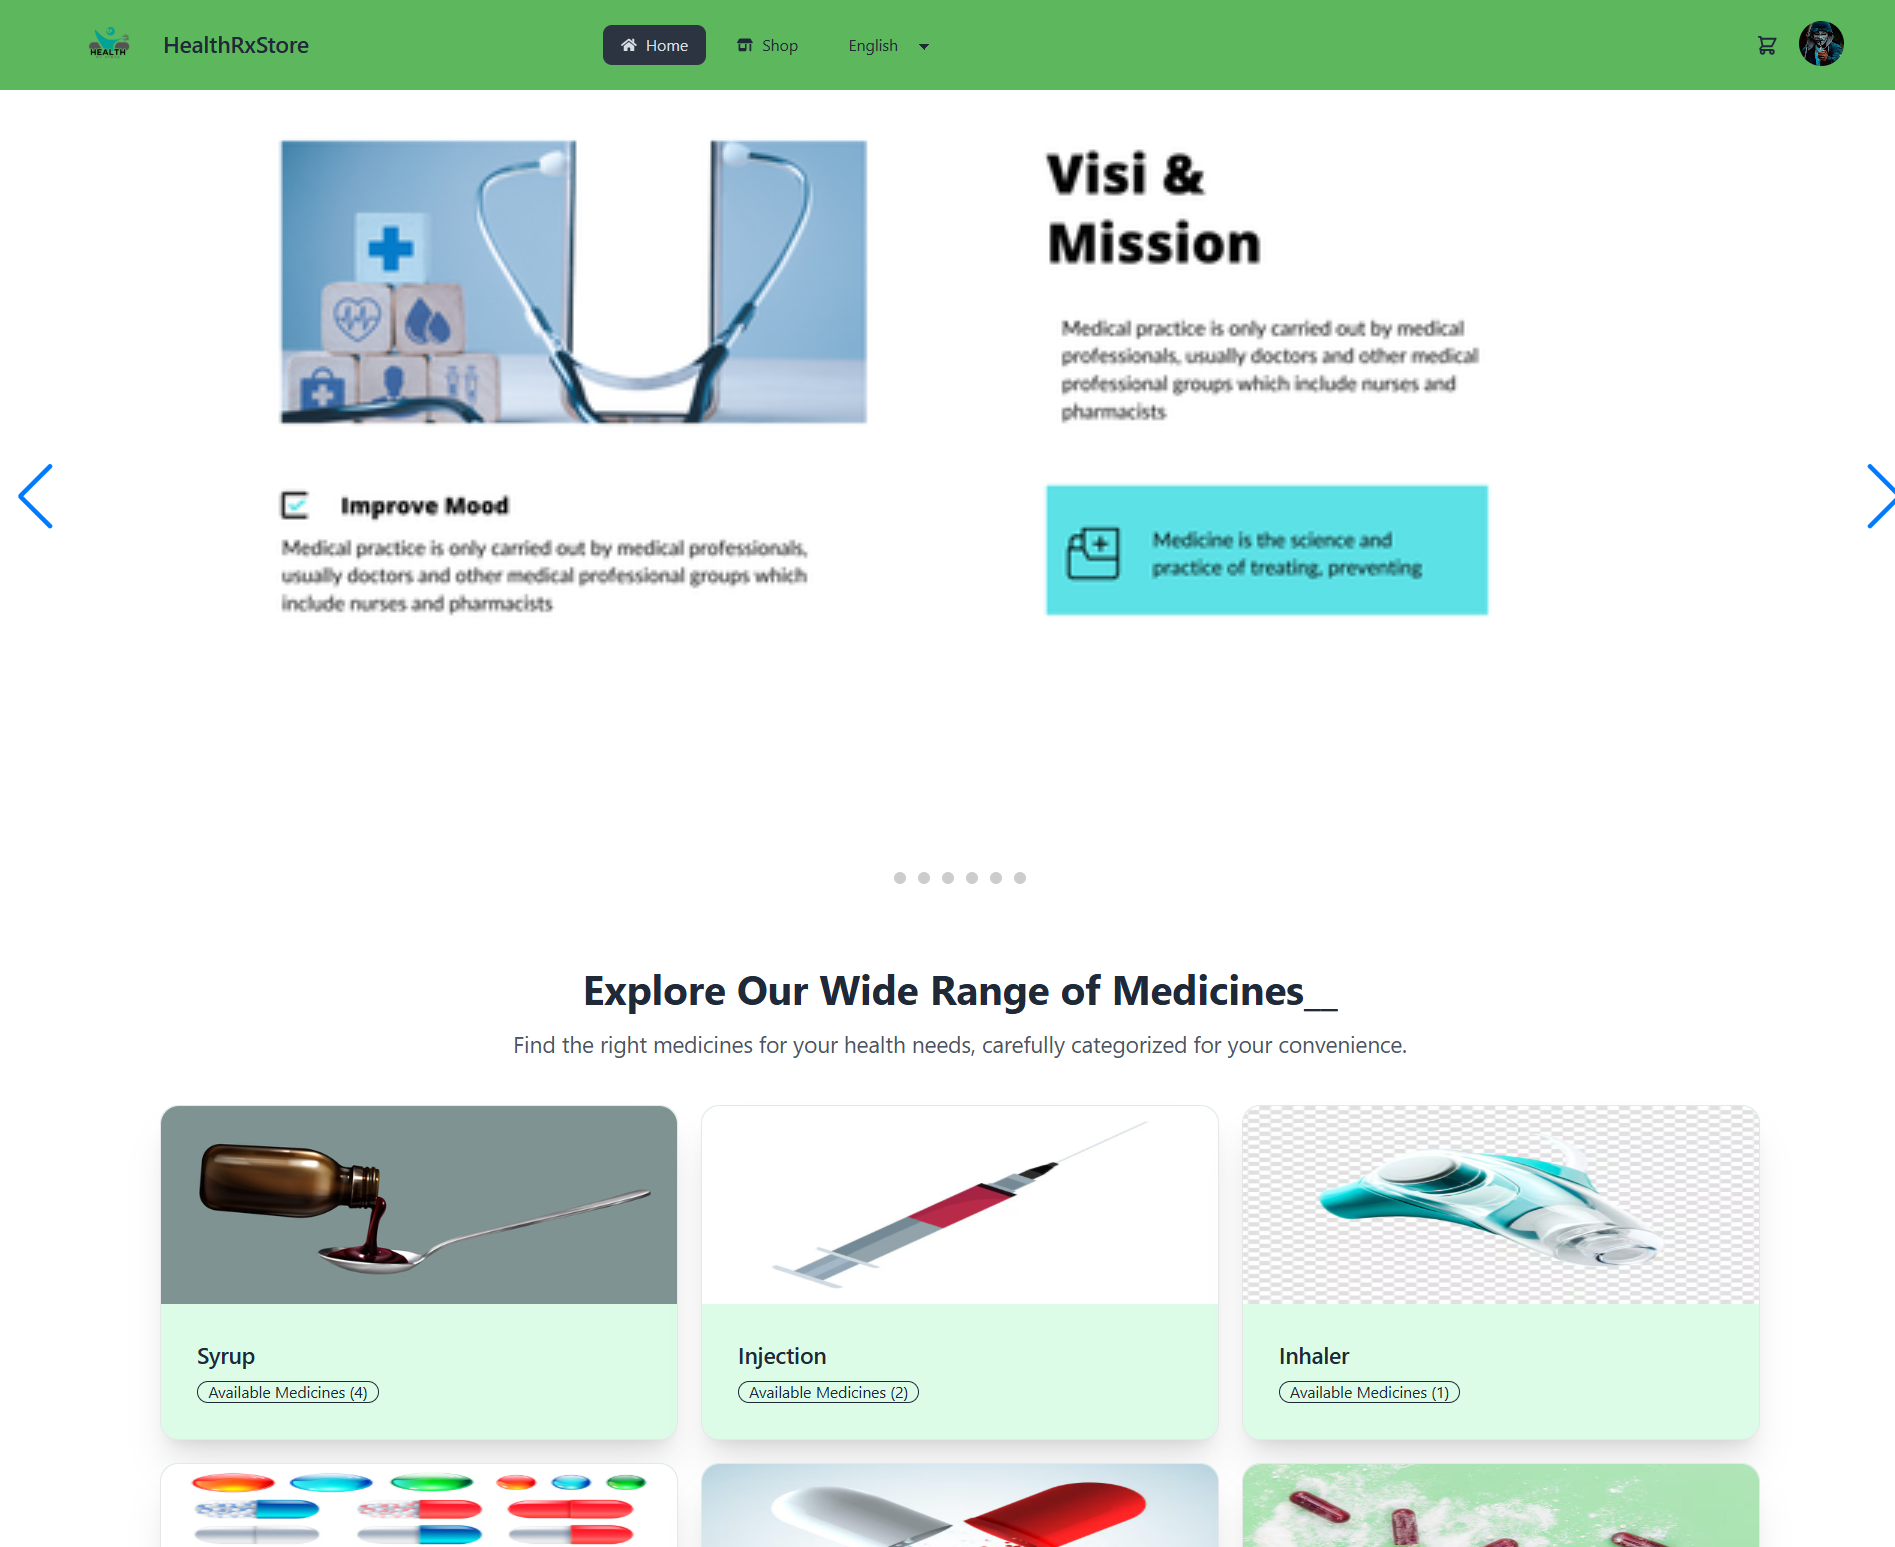 HEALTH
HealthRxStore
Home
Shop
English
Visi &
Mission
Medical practice is only carried out by medical
professionals, usually doctors and other medical
professional groups which include nurses and
pharmacists
Improve Mood
Medical practice is only carried out by medical professionals,
usually doctors and other medical professional groups which
include nurses and pharmacists
Medicine is the science and
practice of treating, preventing
Explore Our Wide Range of Medicines__
Find the right medicines for your health needs, carefully categorized for your convenience.
Syrup
Available Medicines (4)
Injection
Available Medicines (2)
Inhaler
Available Medicines (1)